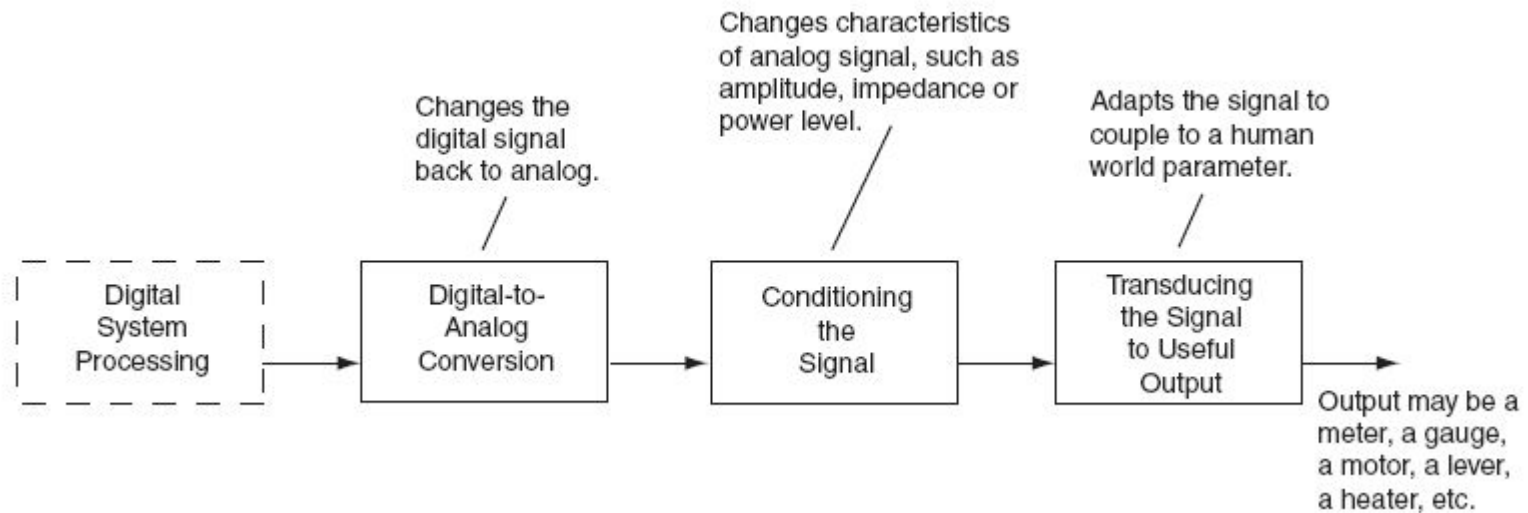 Changes characteristics
of analog signal, such as
amplitude, impedance or
power level.
Changes the
digital signal
back to analog.
Adapts the signal to
couple to a human
world parameter.
Digital
System
Processing
Digital-to-
Analog
Conversion
Conditioning
the
Signal
Transducing
the Signal
to Useful
Output
Output may be a
meter, a gauge,
a motor, a lever,
a heater, etc.